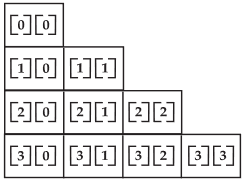 [0] [0]
[1] [0] [1] [1]
[2] [0] [2] [1] [2] [2]
[3] [0] [3] [1] [3] [2] [3] [3]